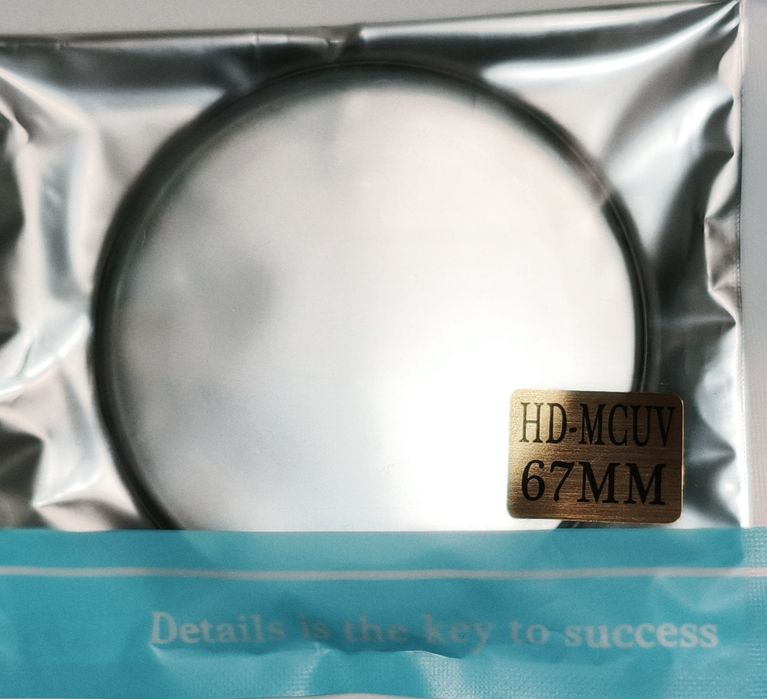 HD-MCUV
67MM
Details is the key to success